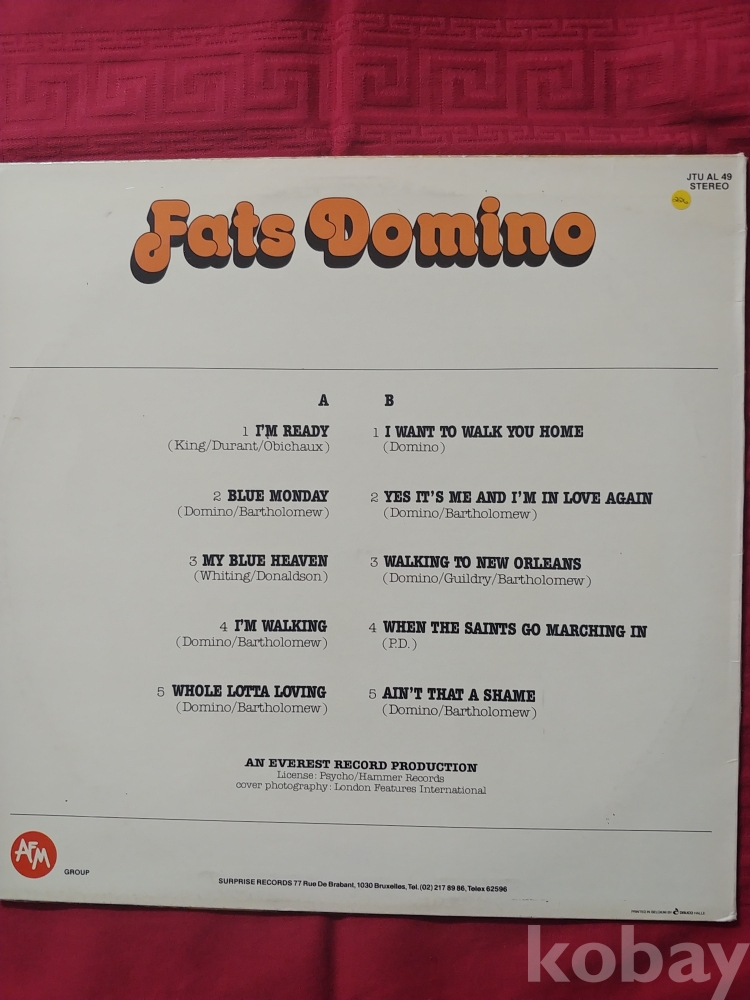 JTU AL 49
STEREO
Fats Domino
A
1 I'M READY
(King/Durant/Obichaux)
2 BLUE MONDAY
(Domino/Bartholomew)
3 MY BLUE HEAVEN
(Whiting/Donaldson)
4 I'M WALKING
(Domino/Bartholomew)
5 WHOLE LOTTA LOVING
(Domino/Bartholomew)
B
1 I WANT TO WALK YOU HOME
(Domino)
2 YES IT'S ME AND I'M IN LOVE AGAIN
(Domino/Bartholomew)
3 WALKING TO NEW ORLEANS
(Domino/Guildry/Bartholomew)
4 WHEN THE SAINTS GO MARCHING IN
(P.D.)
5 AIN'T THAT A SHAME
(Domino/Bartholomew)
AN EVEREST RECORD PRODUCTION
License: Psycho/Hammer Records
cover photography: London Features International
AFM
GROUP
SURPRISE RECORDS 77 Rue De Brabant, 1030 Bruxelles, Tel. (02) 217 89 86, Telex 62596
PRINTED IN BELGIUM BY
kobay